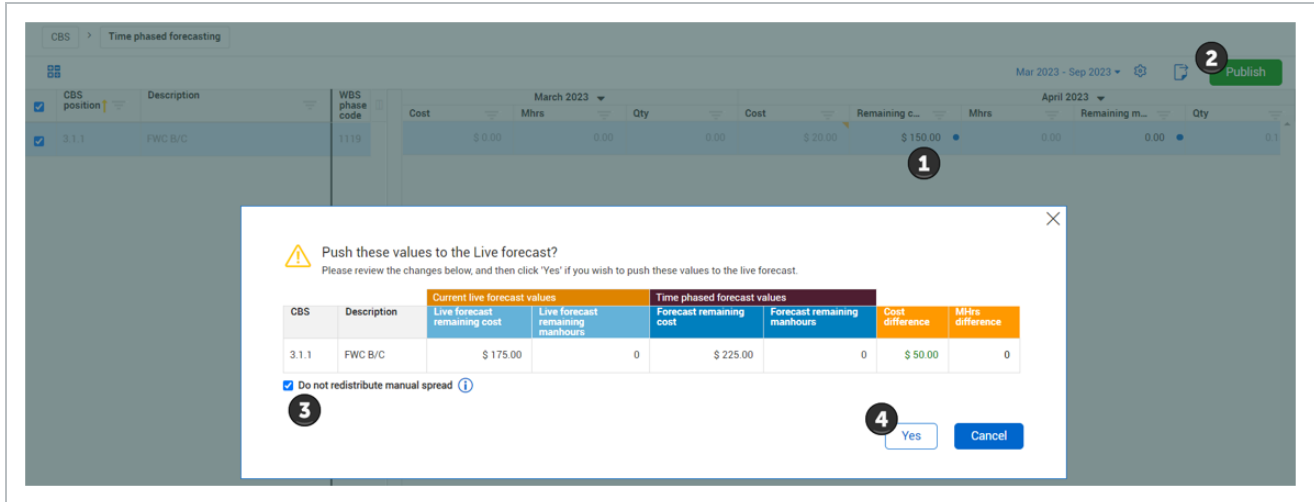 CBS > Time phased forecasting
Mar 2023 - Sep 2023
2
Publish
CBS position
Description
WBS phase code
March 2023
April 2023
Cost
Mhrs
Qty
Cost
Remaining c...
Mhrs
Remaining m...
Qty
3.1.1
FWC B/C
1119
$ 0.00
0.00
0.00
$ 20.00
$ 150.00
0.00
0.00
0.1
1
Push these values to the Live forecast?
Please review the changes below, and then click 'Yes' if you wish to push these values to the live forecast.
Current live forecast values
Time phased forecast values
CBS
Description
Live forecast remaining cost
Live forecast remaining manhours
Forecast remaining cost
Forecast remaining manhours
Cost difference
MHrs difference
3.1.1
FWC B/C
$ 175.00
0
$ 225.00
0
$ 50.00
0
Do not redistribute manual spread
3
4
Yes
Cancel